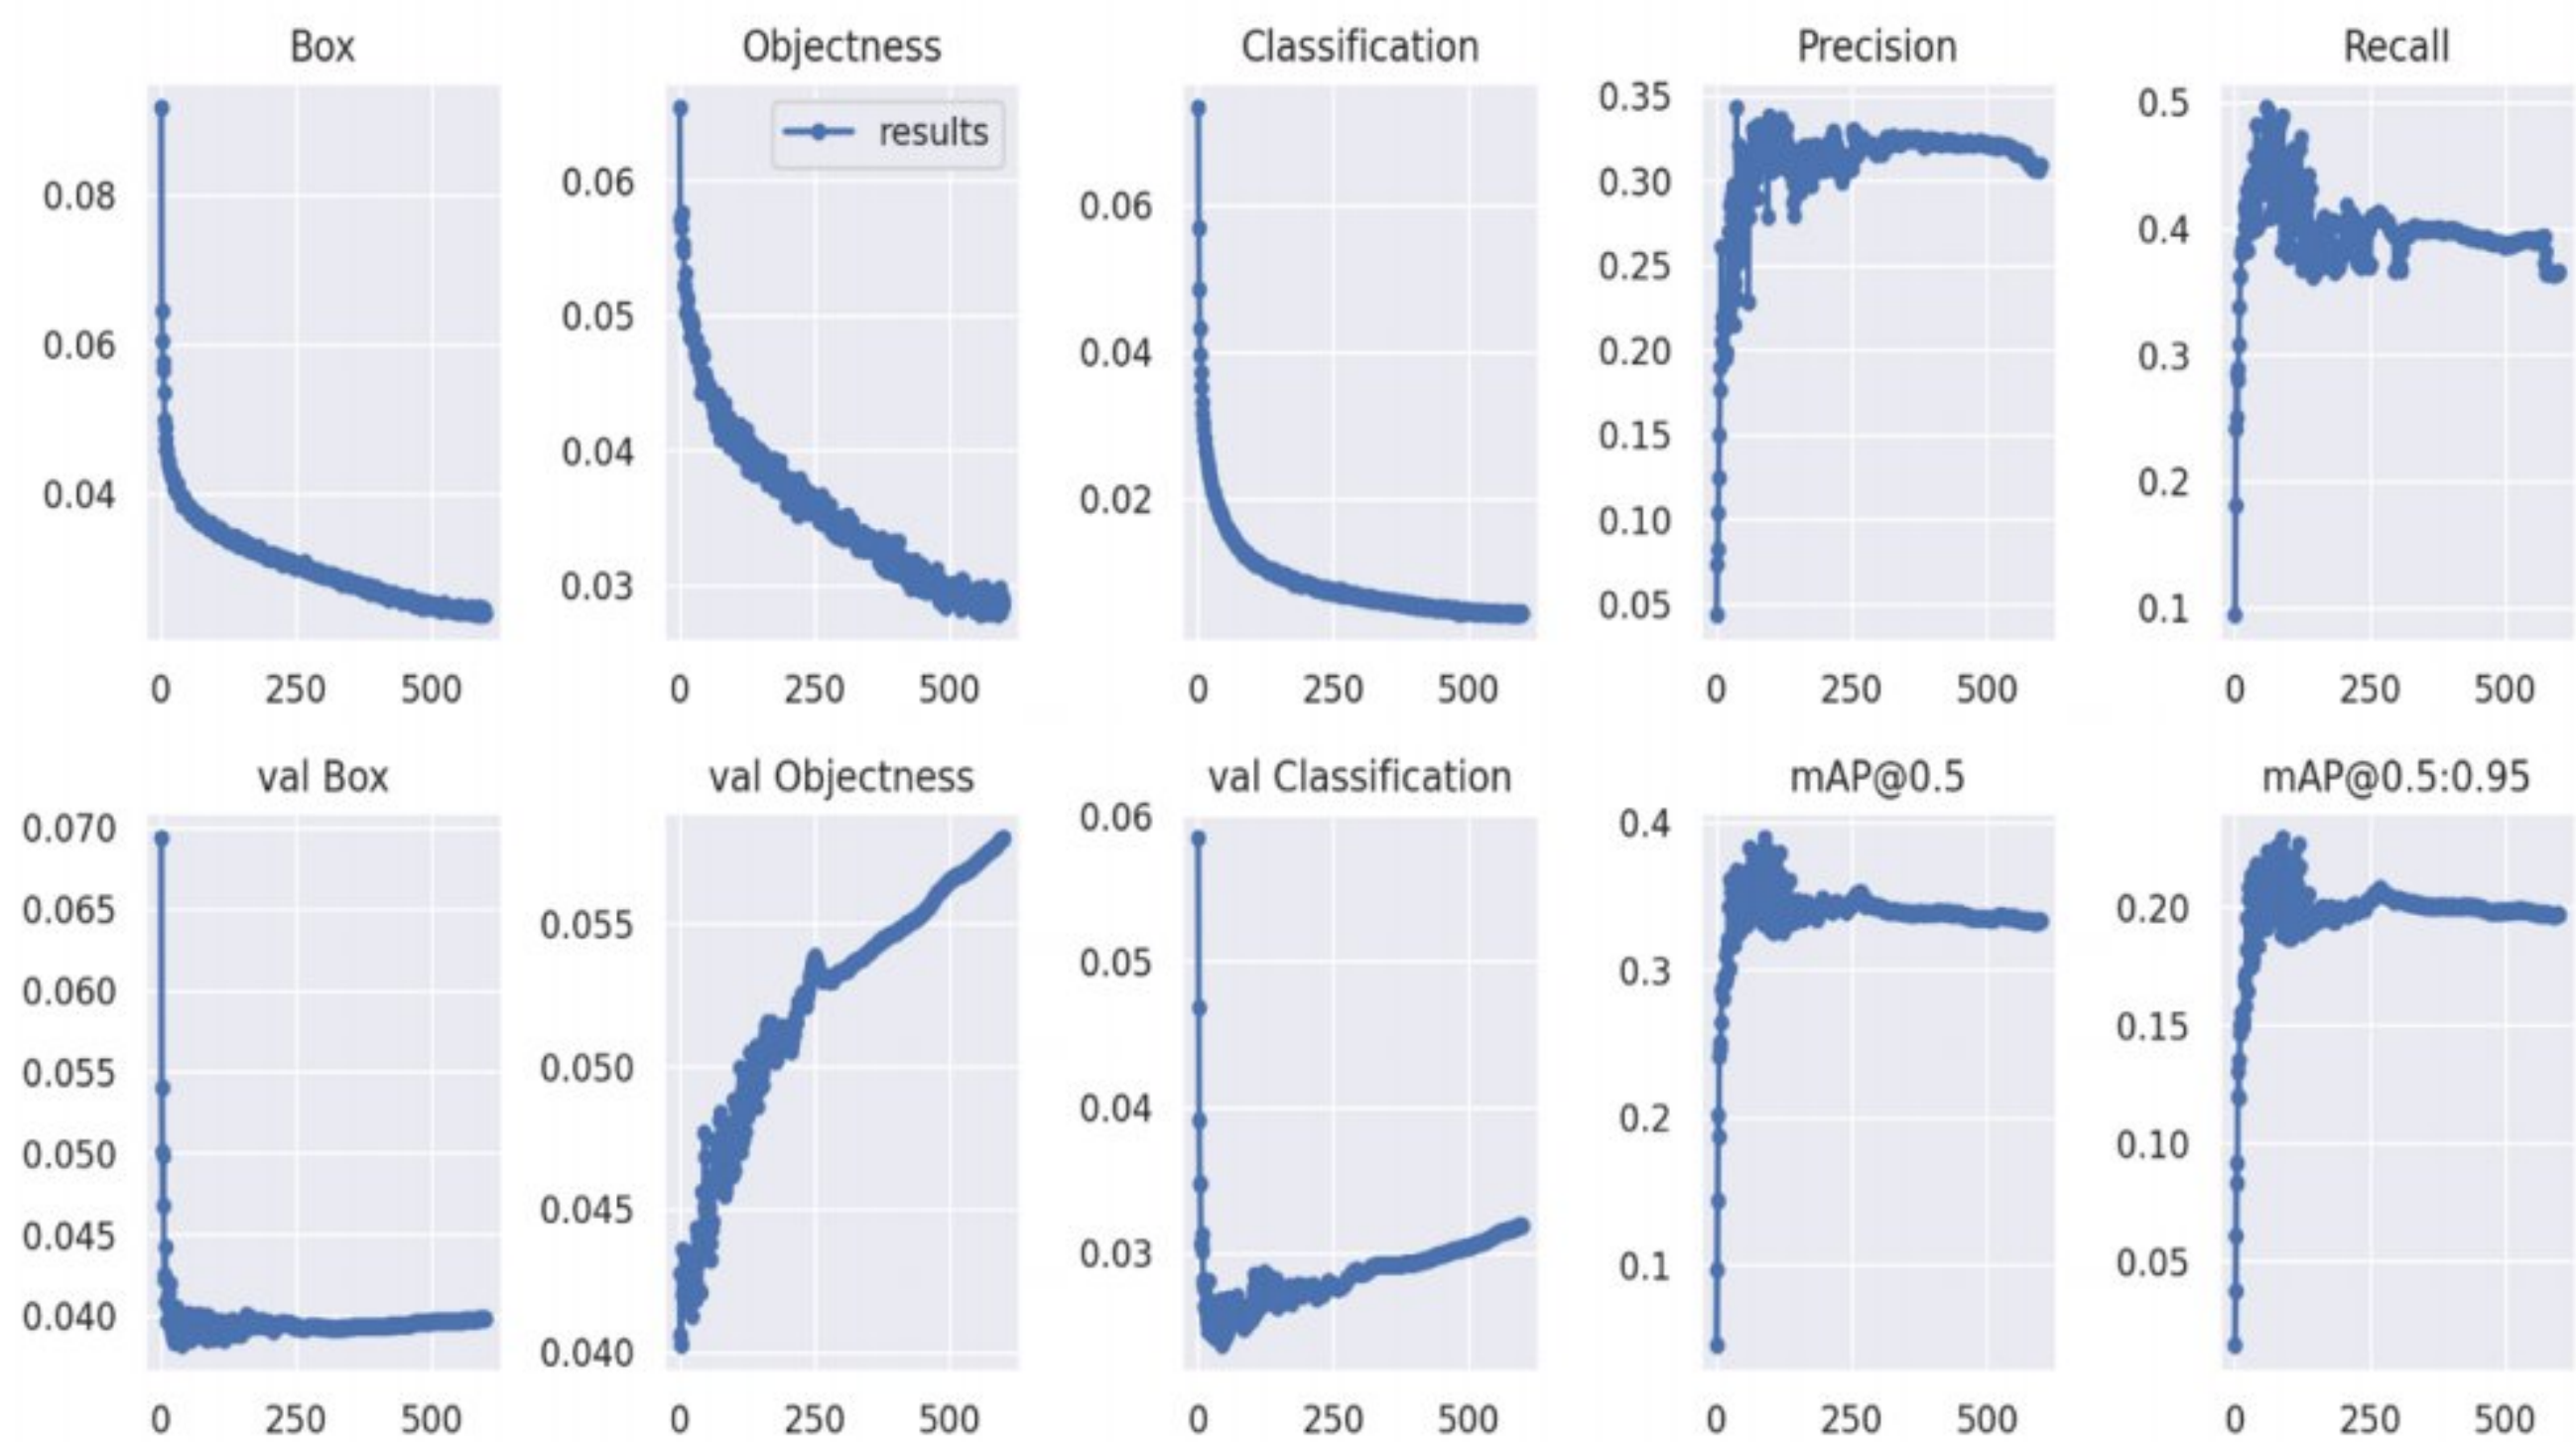 Box
Objectness
Classification
Precision
Recall
results
0.08
0.06
0.04
0 250 500
0.06
0.05
0.04
0.03
0 250 500
0.06
0.04
0.02
0 250 500
0.35
0.30
0.25
0.20
0.15
0.10
0.05
0 250 500
0.5
0.4
0.3
0.2
0.1
0 250 500
val Box
val Objectness
val Classification
mAP@0.5
mAP@0.5:0.95
0.070
0.065
0.060
0.055
0.050
0.045
0.040
0 250 500
0.055
0.050
0.045
0.040
0 250 500
0.06
0.05
0.04
0.03
0 250 500
0.4
0.3
0.2
0.1
0 250 500
0.20
0.15
0.10
0.05
0 250 500